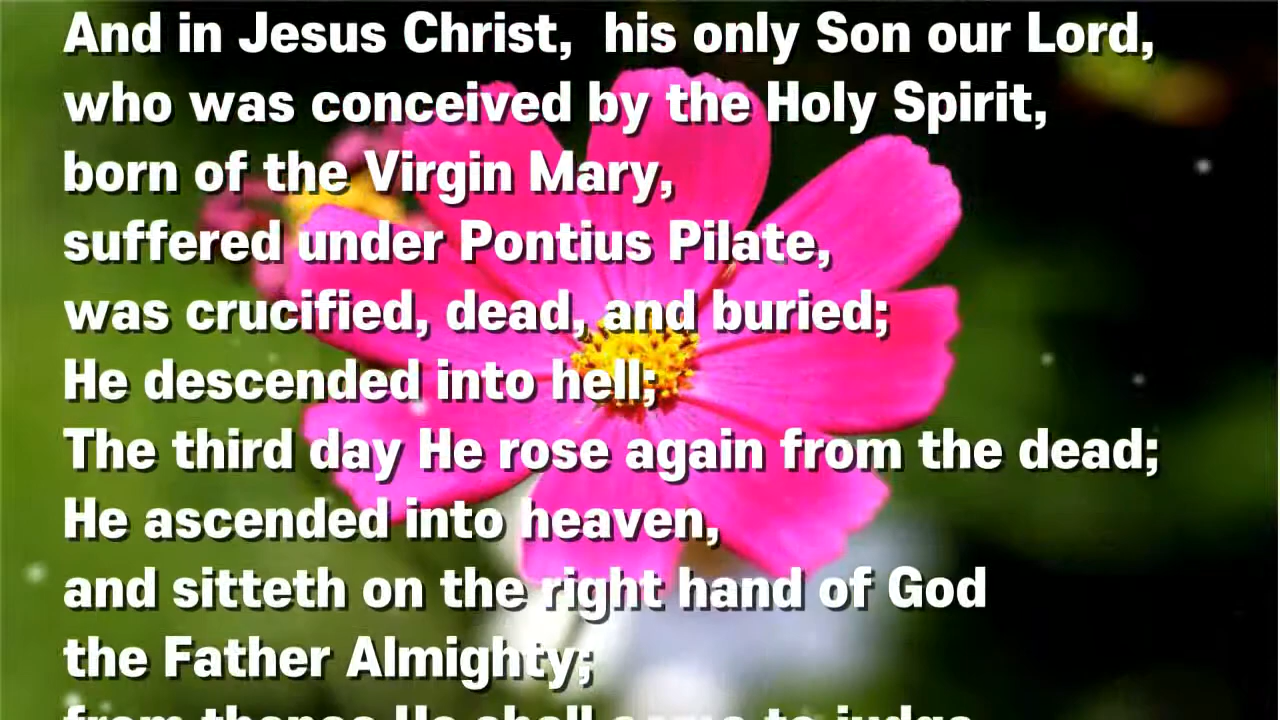 And in Jesus Christ,  his only Son our Lord,
who was conceived by the Holy Spirit,
born of the Virgin Mary,
suffered under Pontius Pilate,
was crucified, dead, and buried;
He descended into hell;
The third day He rose again from the dead;
He ascended into heaven,
and sitteth on the right hand of God
the Father Almighty;
from thence He shall come to judge